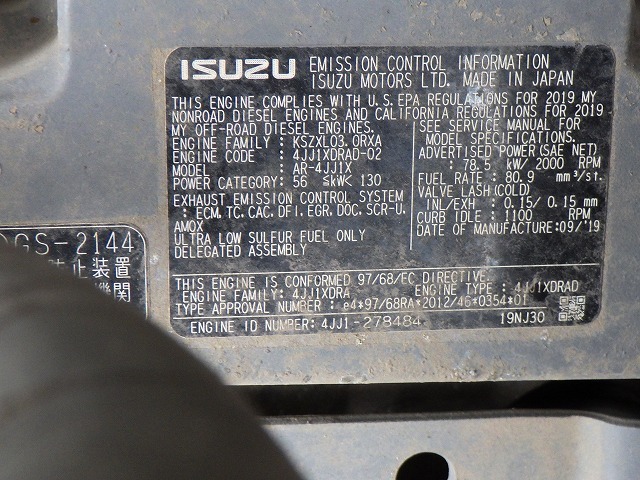 ISUZU EMISSION CONTROL INFORMATION
ISUZU MOTORS LTD. MADE IN JAPAN
THIS ENGINE COMPLIES WITH U.S.EPA REGULATIONS FOR 2019 MY
NONROAD DIESEL ENGINES AND CALIFORNIA REGULATIONS FOR 2019
MY OFF-ROAD DIESEL ENGINES.
ENGINE FAMILY : KSZXL03.0RXA
ENGINE CODE : 4JJ1XDRAD-02
MODEL : AR-4JJ1X
POWER CATEGORY: 56 ≤kW< 130
EXHAUST EMISSION CONTROL SYSTEM
: ECM, TC, CAC, DFI, EGR, DOC, SCR-U,
AMOX
ULTRA LOW SULFUR FUEL ONLY
DELEGATED ASSEMBLY
SEE SERVICE MANUAL FOR
MODEL SPECIFICATIONS.
ADVERTISED POWER(SAE NET)
: 78.5 kW/ 2000 RPM
FUEL RATE : 80.9 mm³/st.
VALVE LASH(COLD)
IN/EXH : 0.15/ 0.15 mm
CURB IDLE : 1100 RPM
DATE OF MANUFACTURE:09/'19
THIS ENGINE IS CONFORMED 97/68/EC DIRECTIVE.
ENGINE FAMILY: 4JJ1XDRA ENGINE TYPE : 4JJ1XDRAD
TYPE APPROVAL NUMBER : e4*97/68RA*2012/46*0354*01
ENGINE ID NUMBER: 4JJ1-278484 19NJ30
GS-2144
止装置
機関